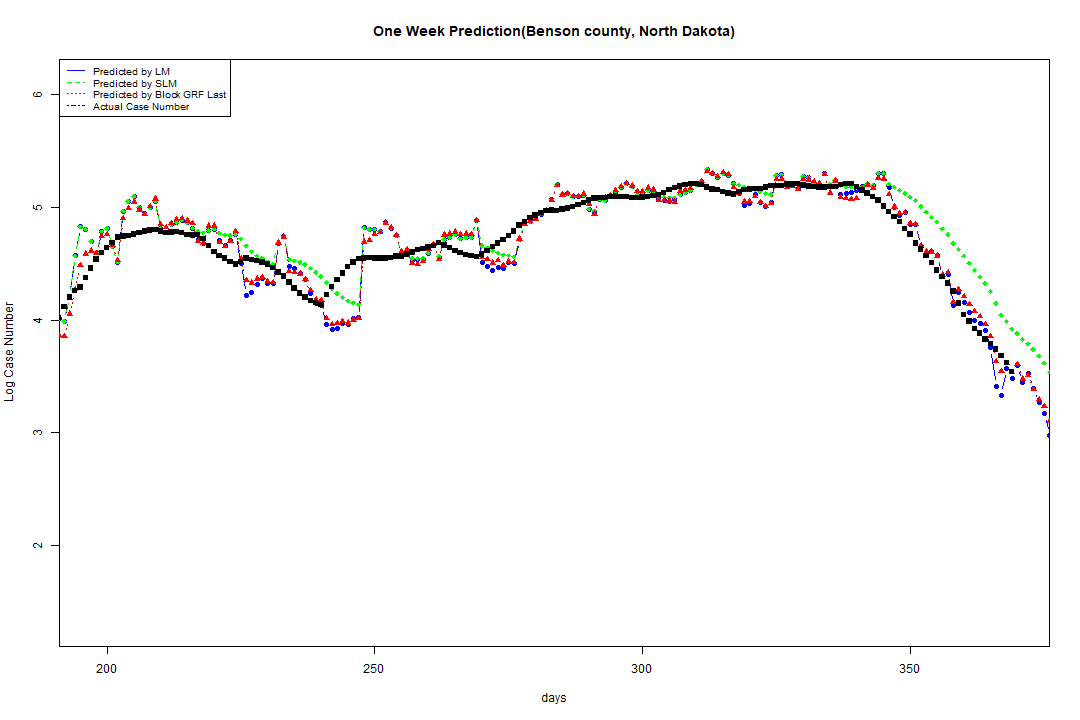 One Week Prediction(Benson county, North Dakota)
Predicted by LM
Predicted by SLM
Predicted by Block GRF Last
Actual Case Number
6
5
4
3
2
Log Case Number
200 250 300 350
days